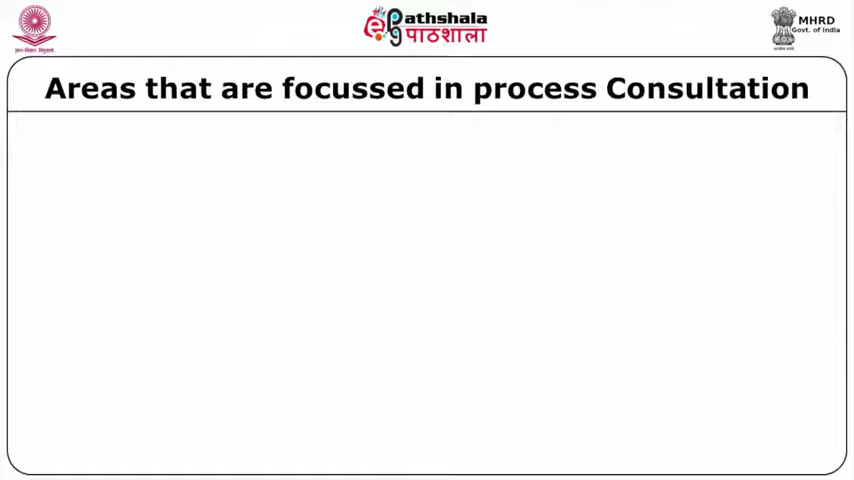 epathshala
पाठशाला
MHRD
Govt. of India
Areas that are focussed in process Consultation